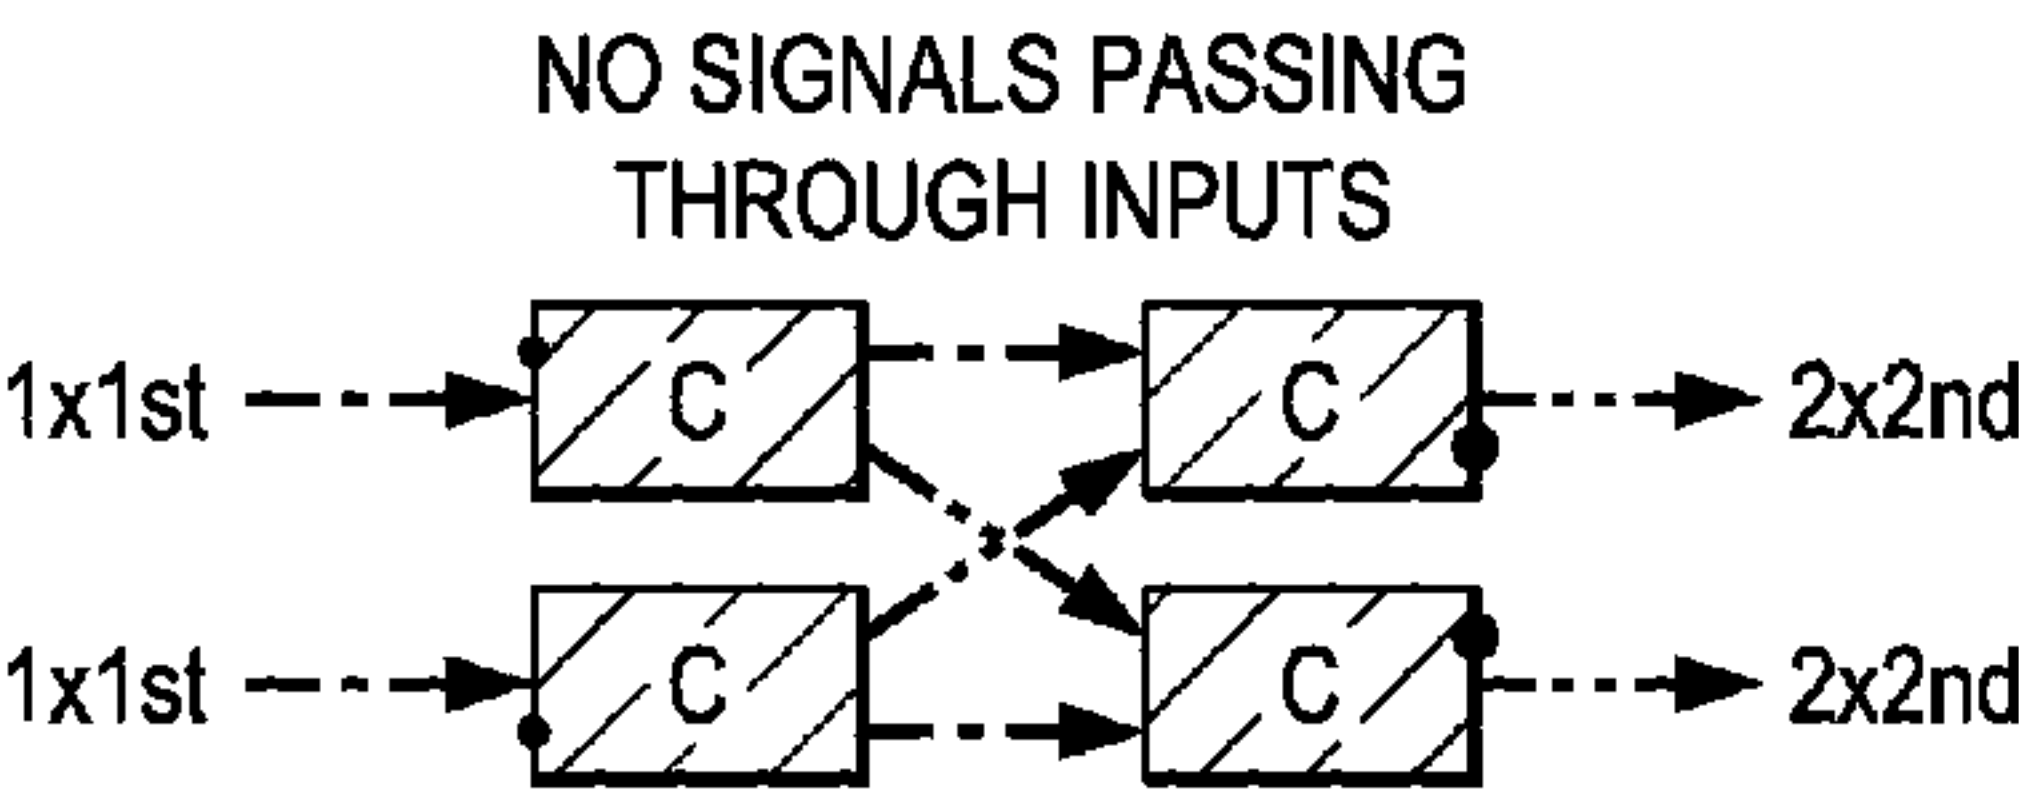 NO SIGNALS PASSING
THROUGH INPUTS
1x1st C C 2x2nd
1x1st C C 2x2nd